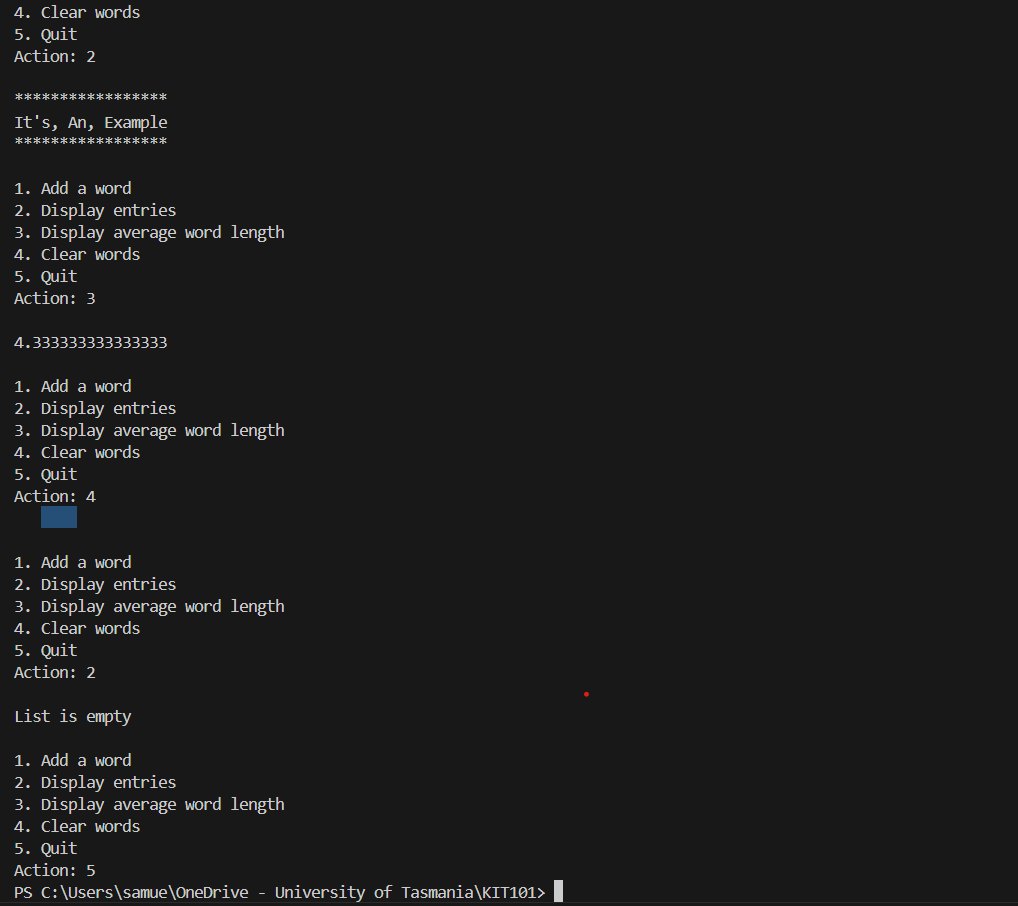 4. Clear words
5. Quit
Action: 2
*****************
It's, An, Example
*****************
1. Add a word
2. Display entries
3. Display average word length
4. Clear words
5. Quit
Action: 3
4.333333333333333
1. Add a word
2. Display entries
3. Display average word length
4. Clear words
5. Quit
Action: 4
1. Add a word
2. Display entries
3. Display average word length
4. Clear words
5. Quit
Action: 2
List is empty
1. Add a word
2. Display entries
3. Display average word length
4. Clear words
5. Quit
Action: 5
PS C:\Users\samue\OneDrive - University of Tasmania\KIT101>